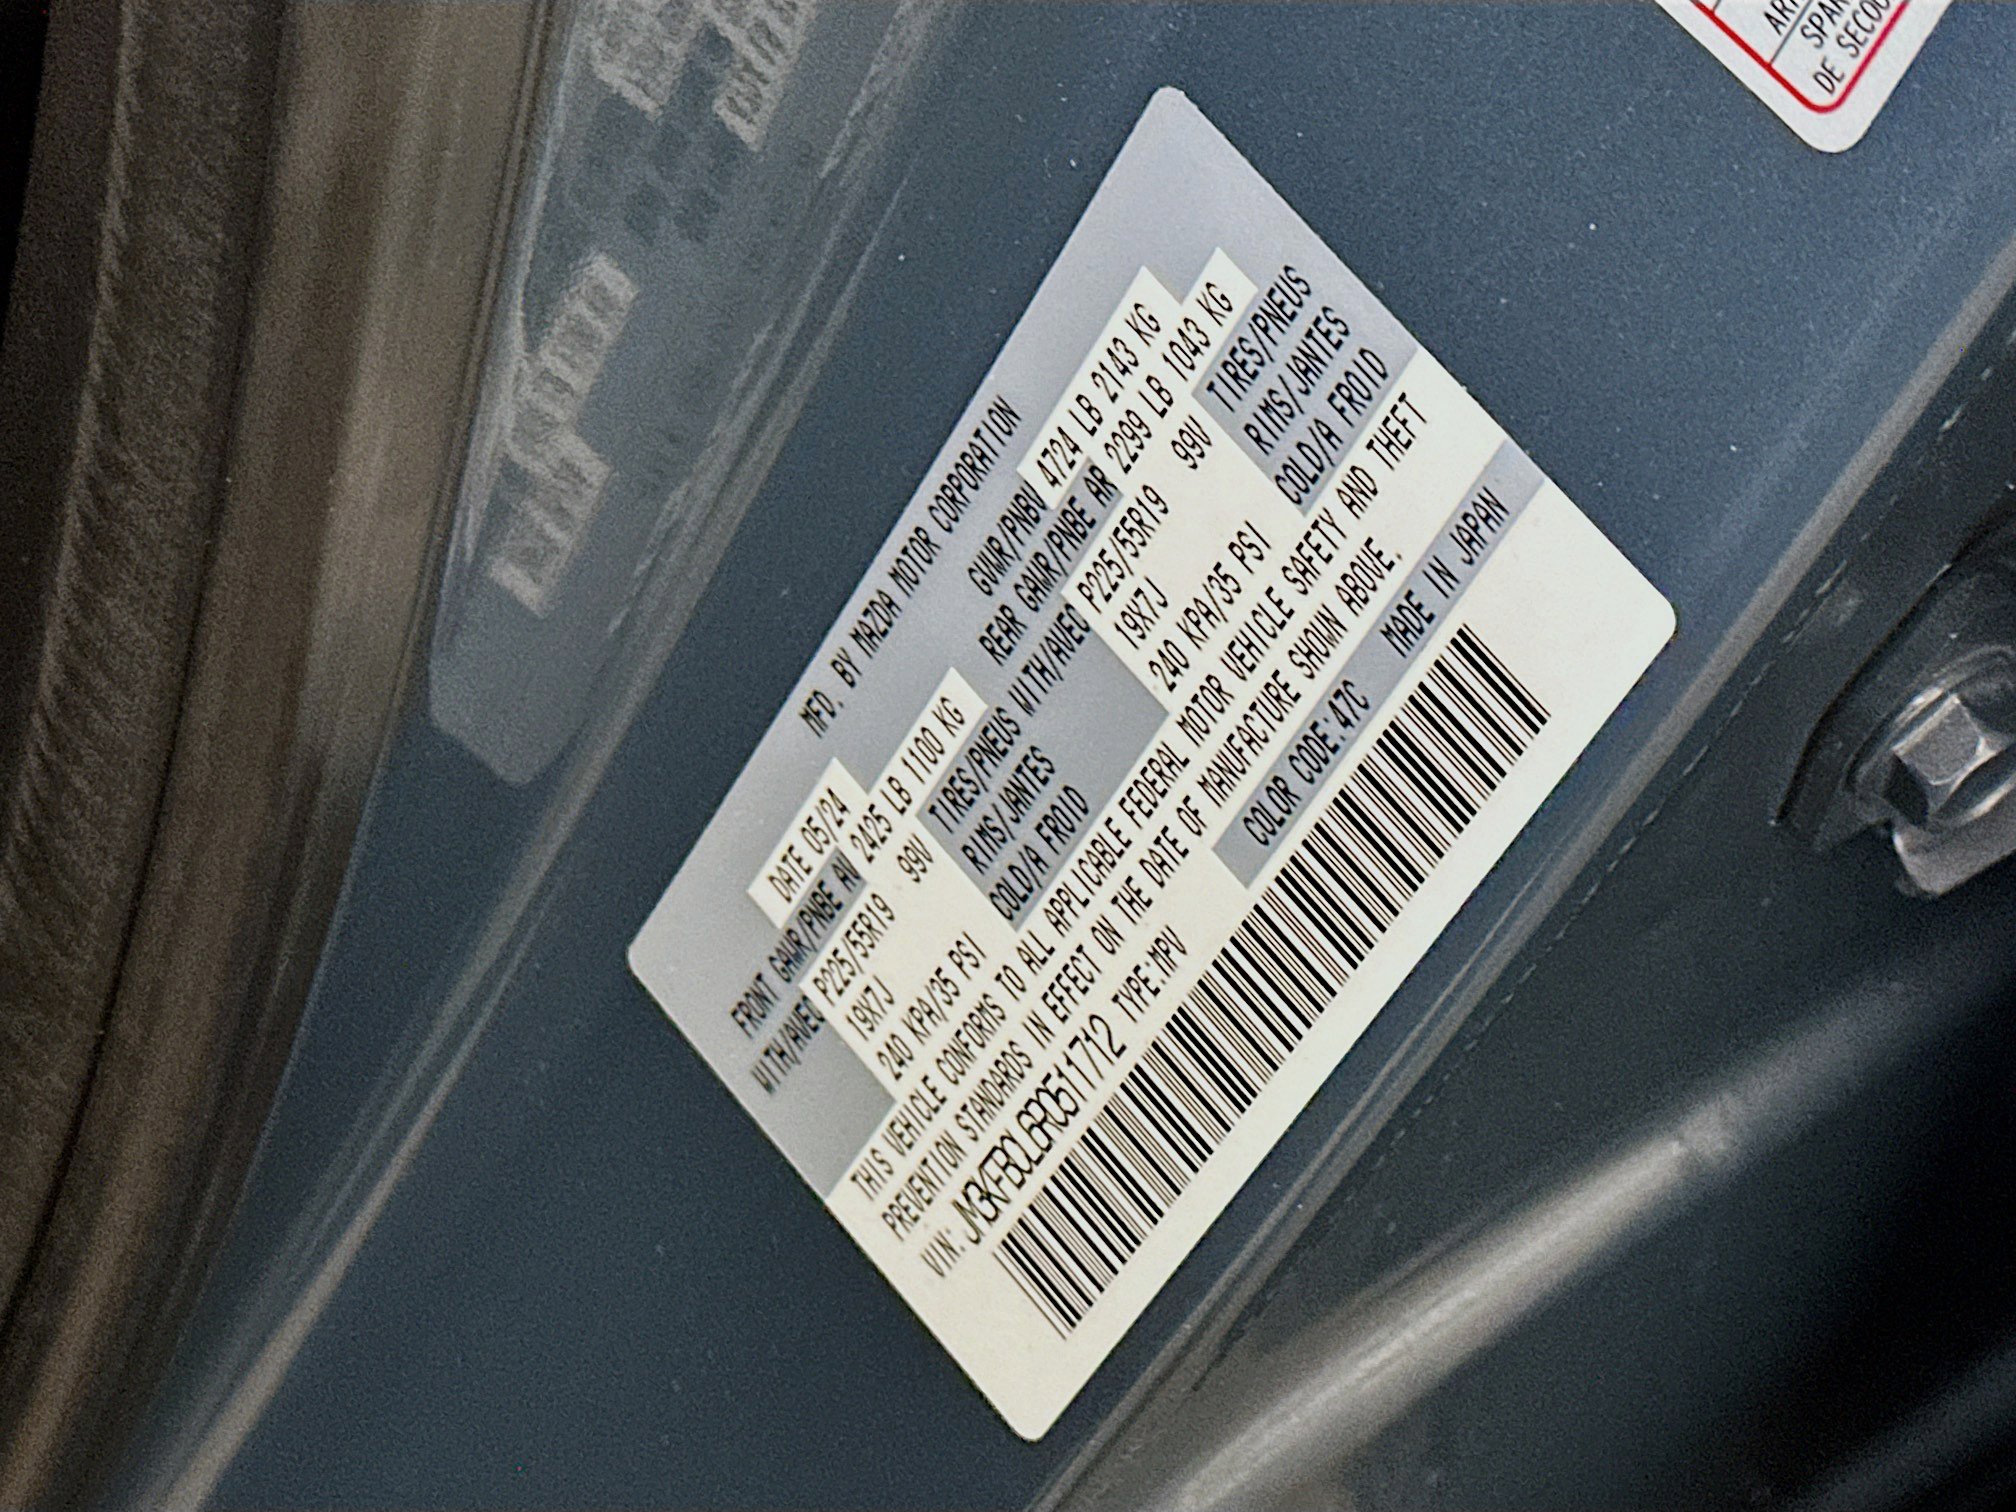 MFD. BY MAZDA MOTOR CORPORATION
DATE 05/24 GVWR/PNBV 4724 LB 2143 KG
FRONT GAWR/PNBE AV 2425 LB 1100 KG REAR GAWR/PNBE AR 2299 LB 1043 KG
WITH/AVEC P225/55R19 99V TIRES/PNEUS WITH/AVEC P225/55R19 99V TIRES/PNEUS
19X7J RIMS/JANTES 19X7J RIMS/JANTES
240 KPA/35 PSI COLD/A FROID 240 KPA/35 PSI COLD/A FROID
THIS VEHICLE CONFORMS TO ALL APPLICABLE FEDERAL MOTOR VEHICLE SAFETY AND THEFT
PREVENTION STANDARDS IN EFFECT ON THE DATE OF MANUFACTURE SHOWN ABOVE.
VIN: JM3KFBCL6R0511712 TYPE:MPV COLOR CODE:47C MADE IN JAPAN
DE SECOU